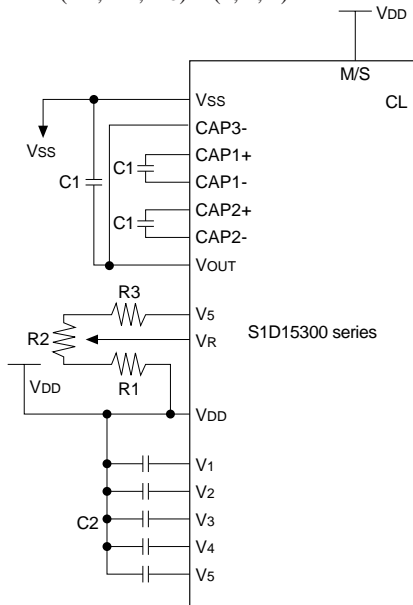 VDD
M/S
VSS
CL
CAP3-
VSS
C1
C1
CAP1+
CAP1-
C1
CAP2+
CAP2-
VOUT
R3
V5
R2
VR
S1D15300 series
R1
VDD
VDD
V1
V2
C2
V3
V4
V5